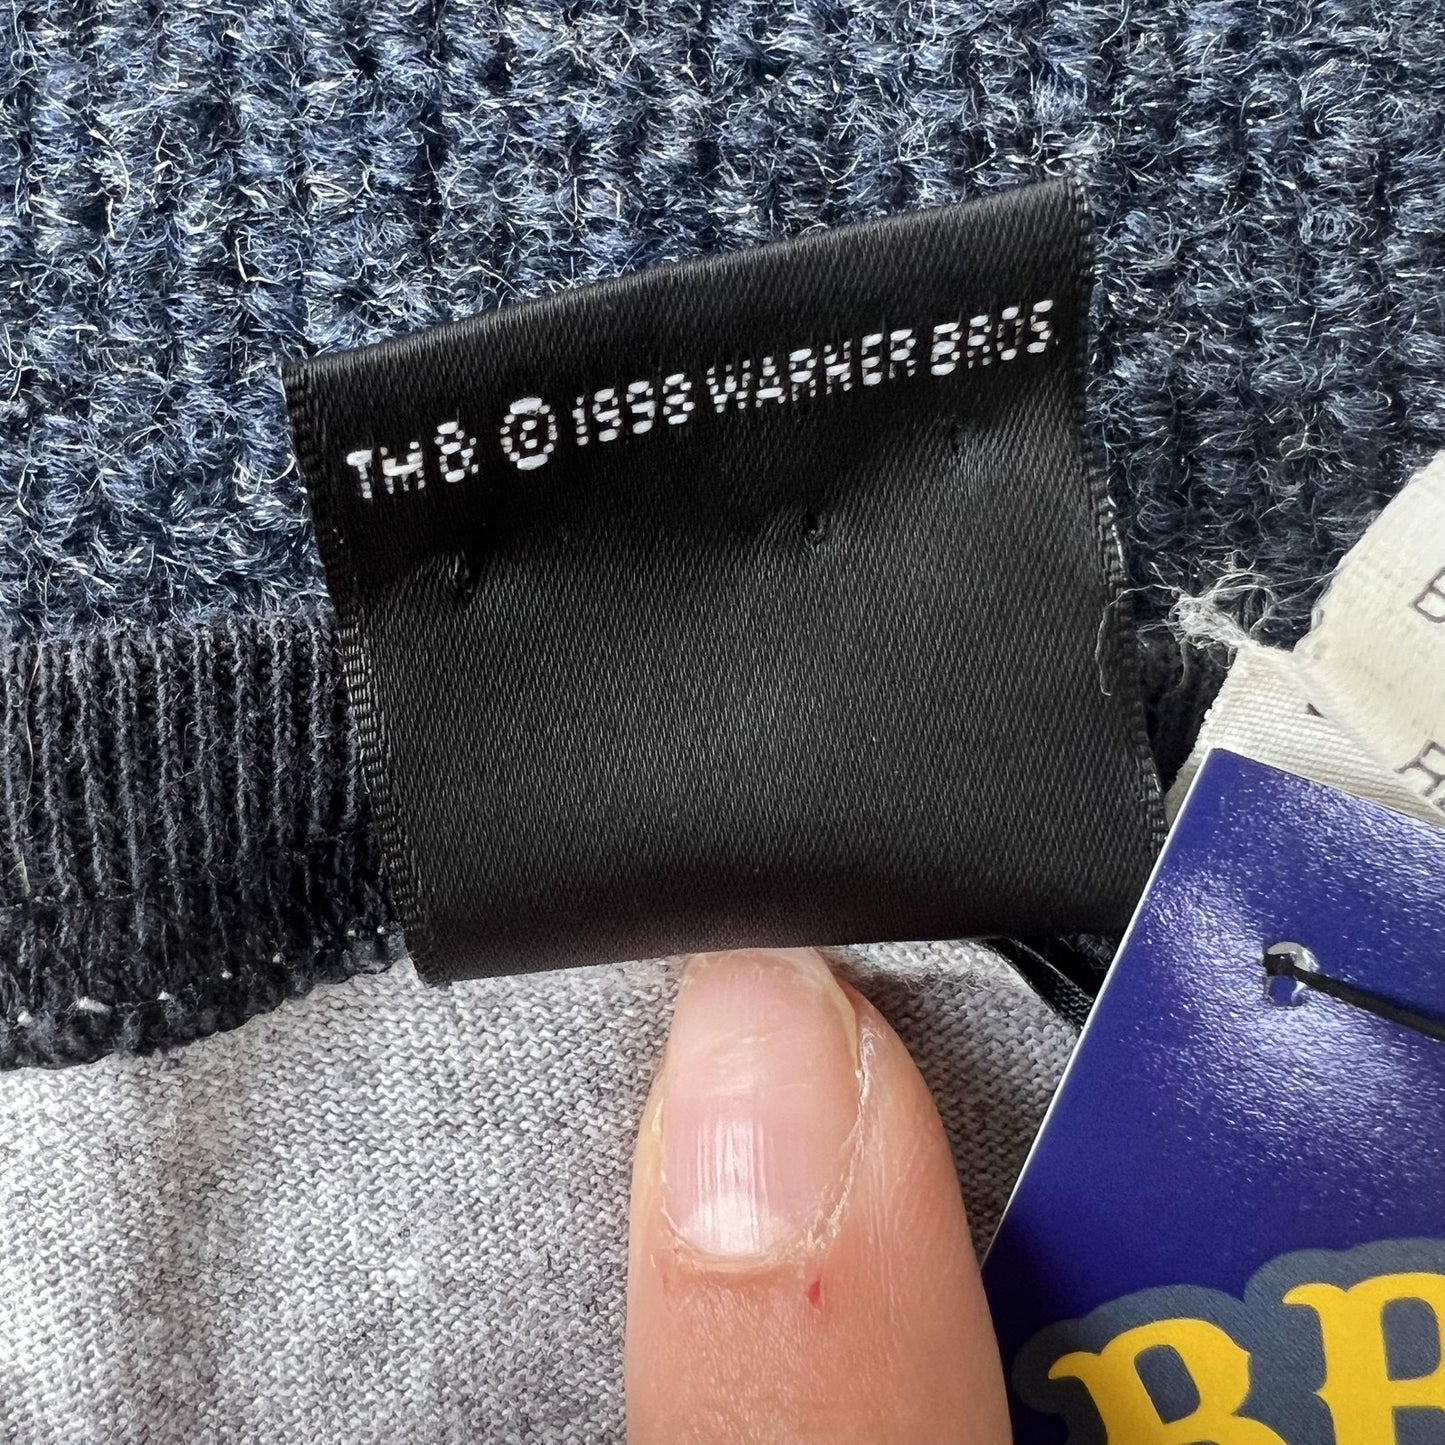 TM & © 1998 WARNER BROS.